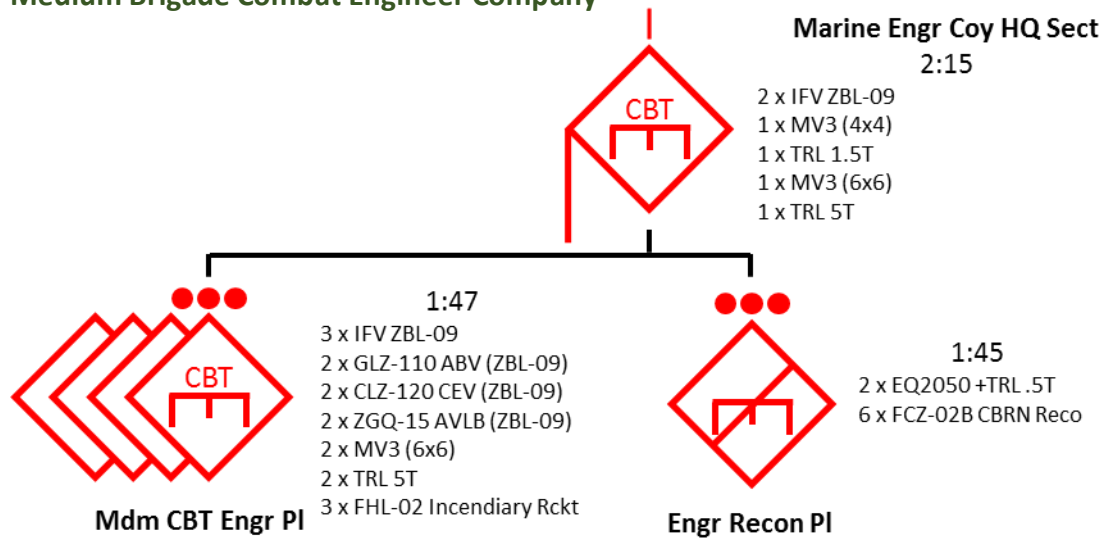 Medium Brigade Combat Engineer Company
Marine Engr Coy HQ Sect
2:15
2 x IFV ZBL-09
1 x MV3 (4x4)
1 x TRL 1.5T
1 x MV3 (6x6)
1 x TRL 5T
CBT
1:47
3 x IFV ZBL-09
2 x GLZ-110 ABV (ZBL-09)
2 x CLZ-120 CEV (ZBL-09)
2 x ZGQ-15 AVLB (ZBL-09)
2 x MV3 (6x6)
2 x TRL 5T
3 x FHL-02 Incendiary Rckt
CBT
Mdm CBT Engr Pl
1:45
2 x EQ2050 +TRL .5T
6 x FCZ-02B CBRN Reco
Engr Recon Pl